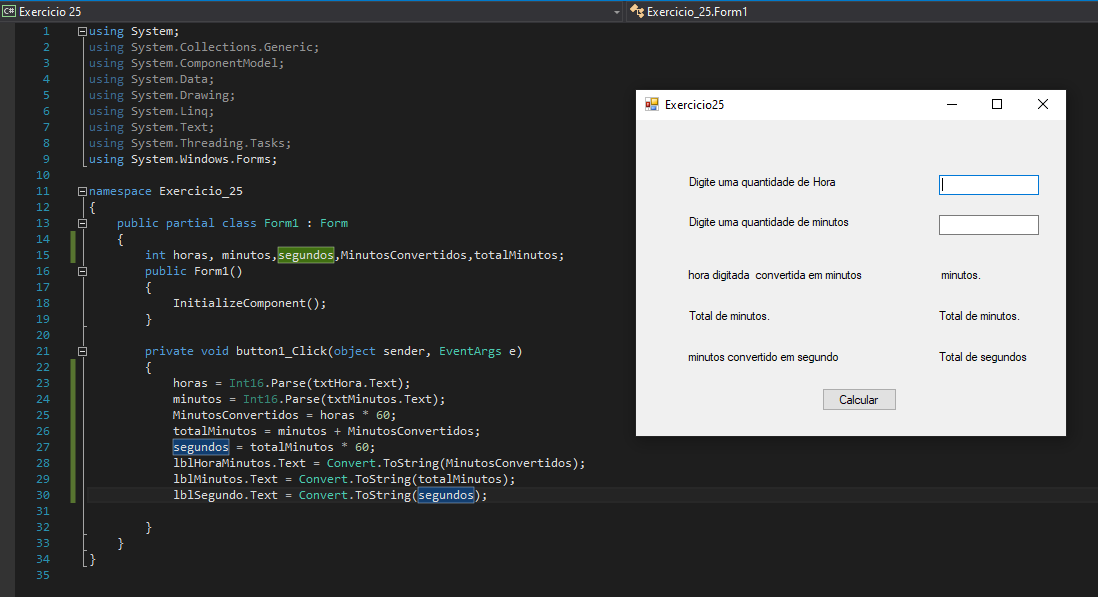 C# Exercicio 25
Exercicio_25.Form1
1 using System;
2 using System.Collections.Generic;
3 using System.ComponentModel;
4 using System.Data;
5 using System.Drawing;
6 using System.Linq;
7 using System.Text;
8 using System.Threading.Tasks;
9 using System.Windows.Forms;
10
11 namespace Exercicio_25
12 {
13 public partial class Form1 : Form
14 {
15 int horas, minutos,segundos,MinutosConvertidos,totalMinutos;
16 public Form1()
17 {
18 InitializeComponent();
19 }
20
21 private void button1_Click(object sender, EventArgs e)
22 {
23 horas = Int16.Parse(txtHora.Text);
24 minutos = Int16.Parse(txtMinutos.Text);
25 MinutosConvertidos = horas * 60;
26 totalMinutos = minutos + MinutosConvertidos;
27 segundos = totalMinutos * 60;
28 lblHoraMinutos.Text = Convert.ToString(MinutosConvertidos);
29 lblMinutos.Text = Convert.ToString(totalMinutos);
30 lblSegundo.Text = Convert.ToString(segundos);
31
32 }
33 }
34 }
35
Exercicio25
Digite uma quantidade de Hora
Digite uma quantidade de minutos
hora digitada convertida em minutos minutos.
Total de minutos. Total de minutos.
minutos convertido em segundo Total de segundos
Calcular